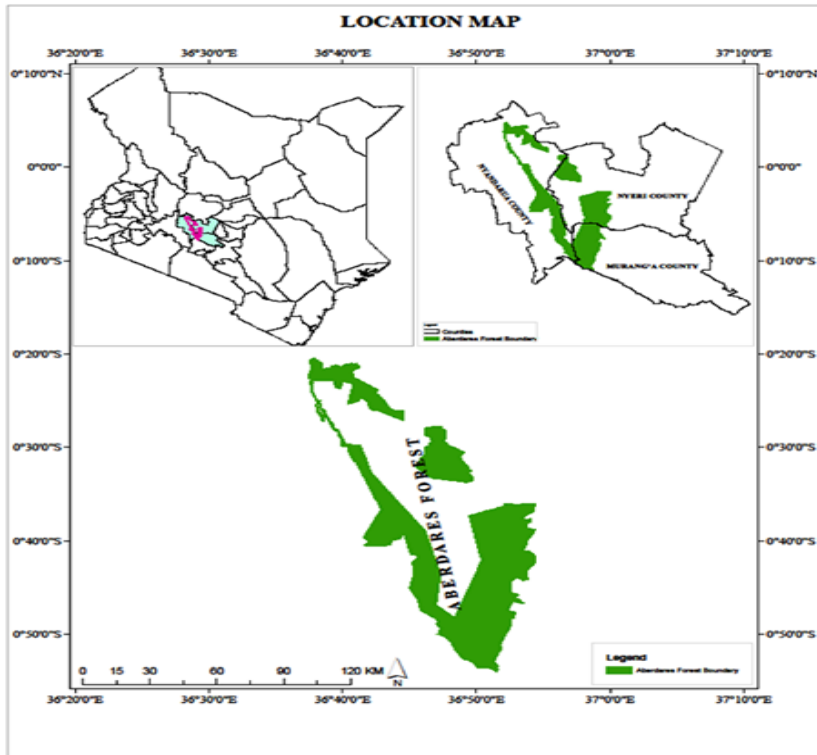 LOCATION MAP
36°20'0"E 36°30'0"E 36°40'0"E 36°50'0"E 37°0'0"E 37°10'0"E
0°10'0"N 0°10'0"N
0°0'0" 0°0'0"
0°10'0"S 0°10'0"S
0°20'0"S 0°20'0"S
0°30'0"S 0°30'0"S
0°40'0"S 0°40'0"S
0°50'0"S 0°50'0"S
NYANDARUA COUNTY
NYERI COUNTY
MURANG'A COUNTY
Counties
Aberdares Forest Boundary
ABERDARES FOREST
Legend
Aberdares Forest Boundary
0 15 30 60 90 120 KM
N
36°20'0"E 36°30'0"E 36°40'0"E 36°50'0"E 37°0'0"E 37°10'0"E